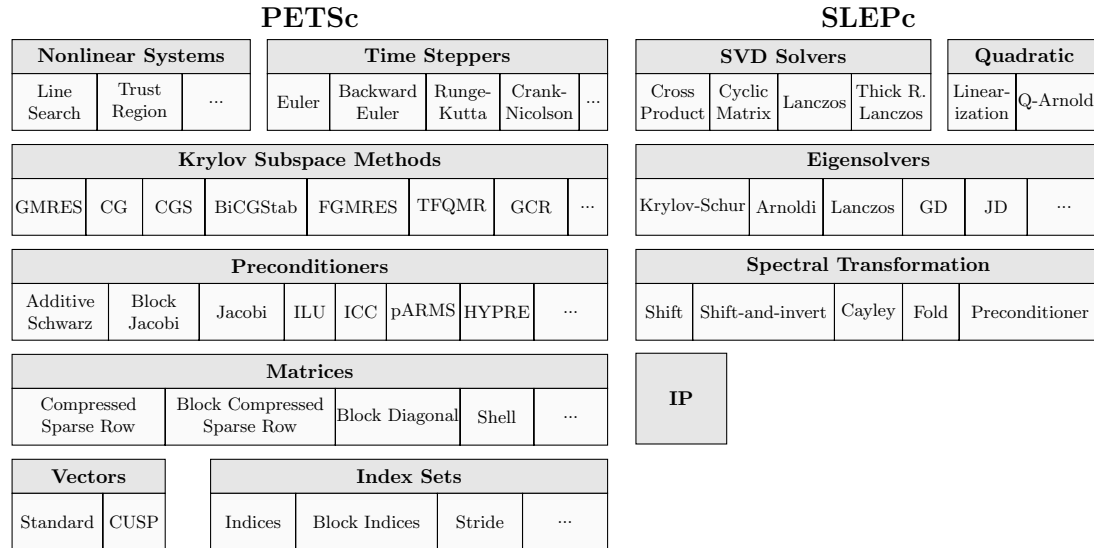 PETSc
Nonlinear Systems
Line
Search
Trust
Region
...
Time Steppers
Euler
Backward
Euler
Runge-
Kutta
Crank-
Nicolson
...
Krylov Subspace Methods
GMRES
CG
CGS
BiCGStab
FGMRES
TFQMR
GCR
...
Preconditioners
Additive
Schwarz
Block
Jacobi
Jacobi
ILU
ICC
pARMS
HYPRE
...
Matrices
Compressed
Sparse Row
Block Compressed
Sparse Row
Block Diagonal
Shell
...
Vectors
Standard
CUSP
Index Sets
Indices
Block Indices
Stride
...
SLEPc
SVD Solvers
Cross
Product
Cyclic
Matrix
Lanczos
Thick R.
Lanczos
Quadratic
Linear-
ization
Q-Arnold
Eigensolvers
Krylov-Schur
Arnoldi
Lanczos
GD
JD
...
Spectral Transformation
Shift
Shift-and-invert
Cayley
Fold
Preconditioner
IP